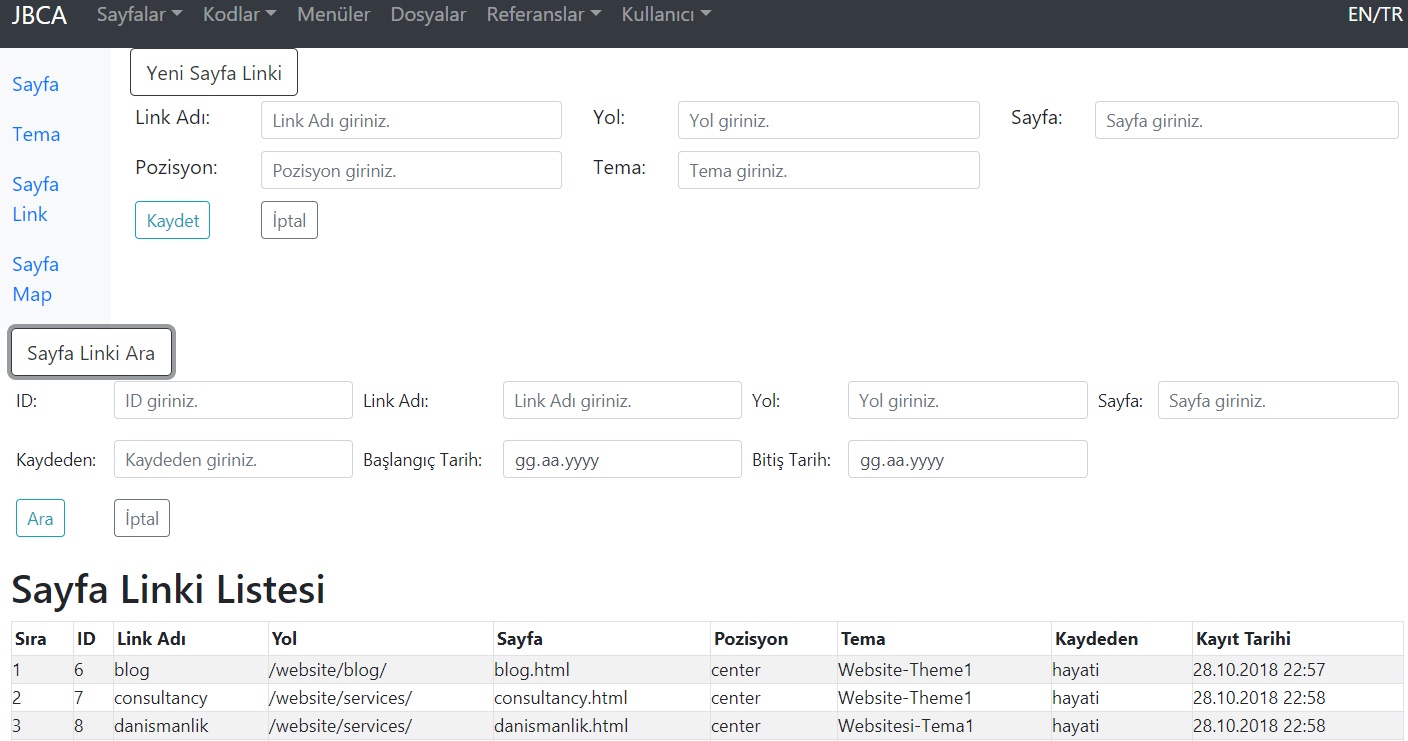 JBCA Sayfalar Kodlar Menüler Dosyalar Referanslar Kullanıcı EN/TR
Sayfa
Tema
Sayfa
Link
Sayfa
Map
Yeni Sayfa Linki
Link Adı: Link Adı giriniz. Yol: Yol giriniz. Sayfa: Sayfa giriniz.
Pozisyon: Pozisyon giriniz. Tema: Tema giriniz.
Kaydet İptal
Sayfa Linki Ara
ID: ID giriniz. Link Adı: Link Adı giriniz. Yol: Yol giriniz. Sayfa: Sayfa giriniz.
Kaydeden: Kaydeden giriniz. Başlangıç Tarih: gg.aa.yyyy Bitiş Tarih: gg.aa.yyyy
Ara İptal
Sayfa Linki Listesi
Sıra ID Link Adı Yol Sayfa Pozisyon Tema Kaydeden Kayıt Tarihi
1 6 blog /website/blog/ blog.html center Website-Theme1 hayati 28.10.2018 22:57
2 7 consultancy /website/services/ consultancy.html center Website-Theme1 hayati 28.10.2018 22:58
3 8 danismanlik /website/services/ danismanlik.html center Websitesi-Tema1 hayati 28.10.2018 22:58